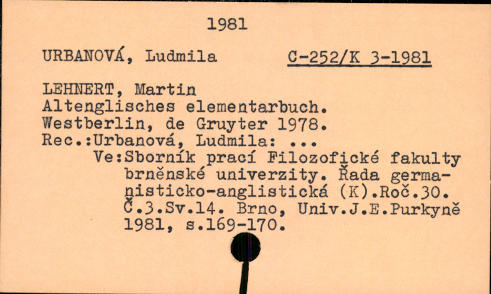 1981
URBANOVÁ, Ludmila C-252/K 3-1981
LEHNERT, Martin
Altenglisches elementarbuch.
Westberlin, de Gruyter 1978.
Rec.:Urbanová, Ludmila: ...
Ve:Sborník prací Filozofické fakulty
brněnské univerzity. Řada germa-
nisticko-anglistická (K).Roč.30.
Č.3.Sv.14. Brno, Univ.J.E.Purkyně
1981, s.169-170.